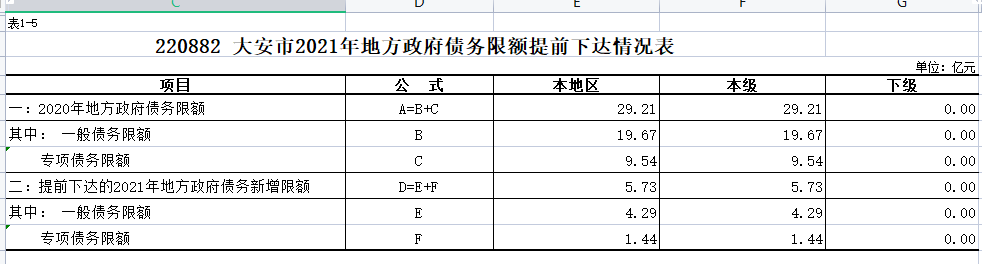 C D E F G
表1-5
220882 大安市2021年地方政府债务限额提前下达情况表
单位：亿元
项目 公 式 本地区 本级 下级
一：2020年地方政府债务限额 A=B+C 29.21 29.21 0.00
其中： 一般债务限额 B 19.67 19.67 0.00
专项债务限额 C 9.54 9.54 0.00
二：提前下达的2021年地方政府债务新增限额 D=E+F 5.73 5.73 0.00
其中： 一般债务限额 E 4.29 4.29 0.00
专项债务限额 F 1.44 1.44 0.00